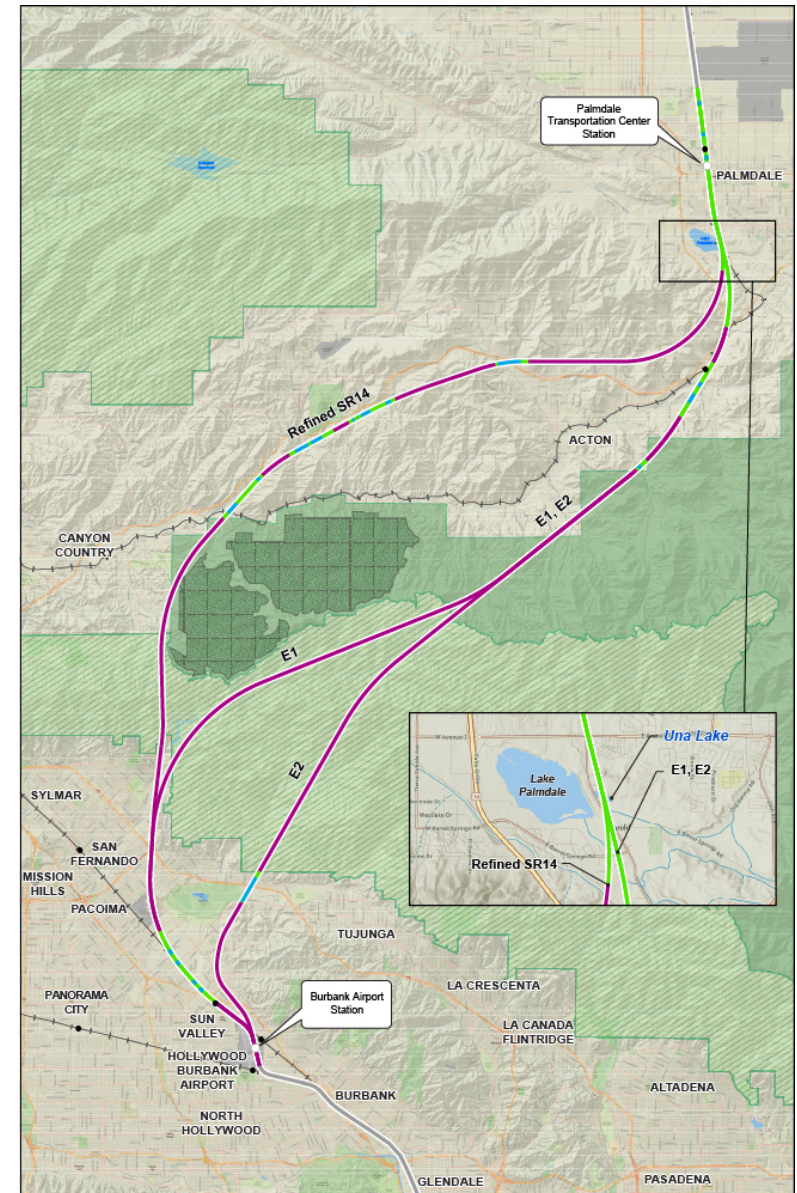 Palmdale
Transportation Center
Station
PALMDALE
Refined SR14
ACTON
E1, E2
CANYON
COUNTRY
E1
E2
Una Lake
E1, E2
Lake
Palmdale
Refined SR14
SYLMAR
SAN
FERNANDO
MISSION
HILLS
PACOIMA
TUJUNGA
LA CRESCENTA
PANORAMA
CITY
Burbank Airport
Station
SUN
VALLEY
LA CANADA
FLINTRIDGE
HOLLYWOOD
BURBANK
AIRPORT
BURBANK
ALTADENA
NORTH
HOLLYWOOD
GLENDALE
PASADENA